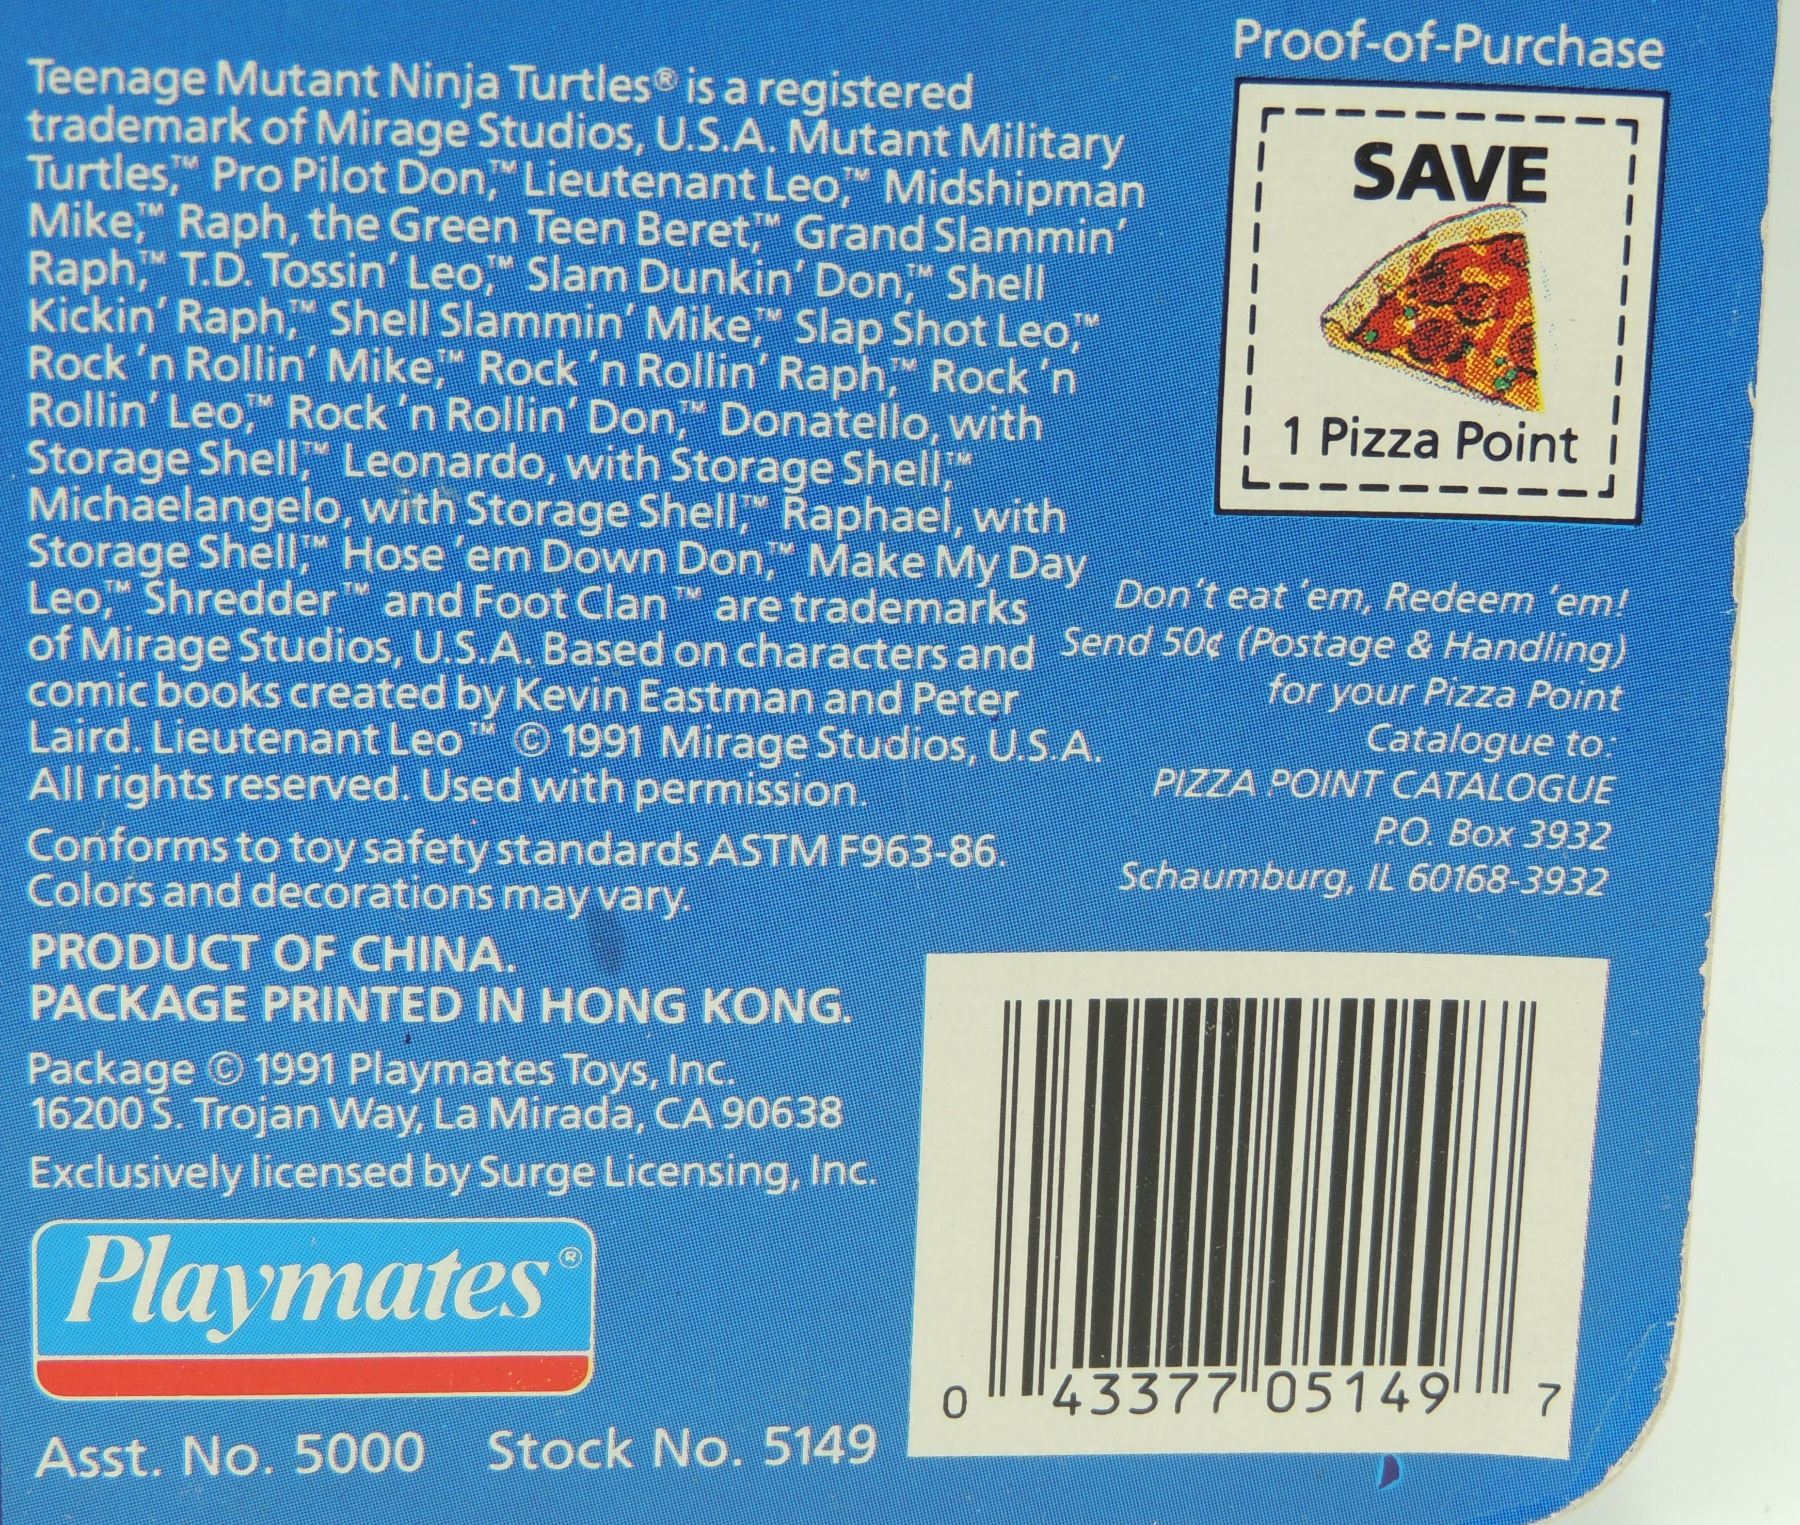 Teenage Mutant Ninja Turtles® is a registered
trademark of Mirage Studios, U.S.A. Mutant Military
Turtles,™ Pro Pilot Don,™ Lieutenant Leo,™ Midshipman
Mike,™ Raph, the Green Teen Beret,™ Grand Slammin'
Raph,™ T.D. Tossin' Leo,™ Slam Dunkin' Don,™ Shell
Kickin' Raph,™ Shell Slammin' Mike,™ Slap Shot Leo,™
Rock 'n Rollin' Mike,™ Rock 'n Rollin' Raph,™ Rock 'n
Rollin' Leo,™ Rock 'n Rollin' Don,™ Donatello, with
Storage Shell,™ Leonardo, with Storage Shell,™
Michaelangelo, with Storage Shell,™ Raphael, with
Storage Shell,™ Hose 'em Down Don,™ Make My Day
Leo,™ Shredder™ and Foot Clan™ are trademarks
of Mirage Studios, U.S.A. Based on characters and
comic books created by Kevin Eastman and Peter
Laird. Lieutenant Leo™ © 1991 Mirage Studios, U.S.A.
All rights reserved. Used with permission.
Conforms to toy safety standards ASTM F963-86.
Colors and decorations may vary.
PRODUCT OF CHINA.
PACKAGE PRINTED IN HONG KONG.
Package © 1991 Playmates Toys, Inc.
16200 S. Trojan Way, La Mirada, CA 90638
Exclusively licensed by Surge Licensing, Inc.
Playmates®
Asst. No. 5000 Stock No. 5149
Proof-of-Purchase
SAVE
1 Pizza Point
Don't eat 'em, Redeem 'em!
Send 50¢ (Postage & Handling)
for your Pizza Point
Catalogue to:
PIZZA POINT CATALOGUE
P.O. Box 3932
Schaumburg, IL 60168-3932
0 43377 05149 7